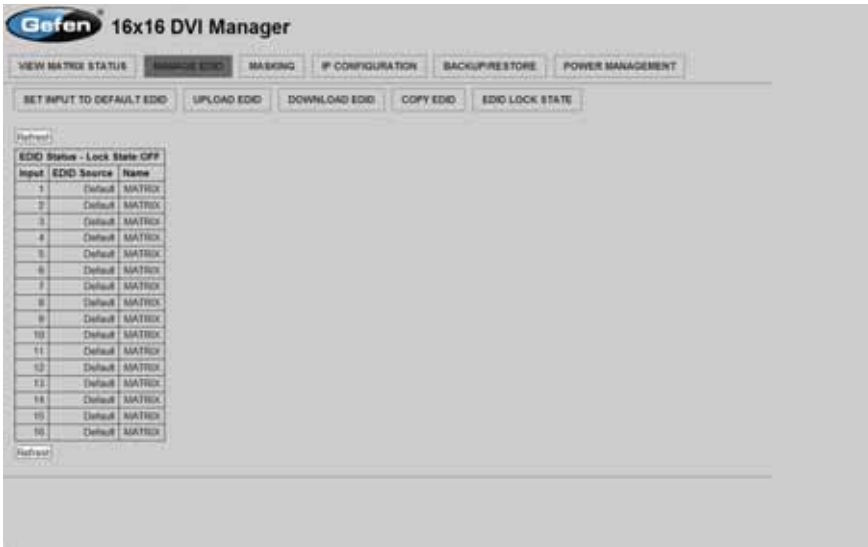 Gefen 16x16 DVI Manager
VIEW MATRIX STATUS MANAGE EDID MASKING IP CONFIGURATION BACKUP/RESTORE POWER MANAGEMENT
SET INPUT TO DEFAULT EDID UPLOAD EDID DOWNLOAD EDID COPY EDID EDID LOCK STATE
Refresh
EDID Status - Lock State OFF
Input EDID Source Name
1 Default MATRIX
2 Default MATRIX
3 Default MATRIX
4 Default MATRIX
5 Default MATRIX
6 Default MATRIX
7 Default MATRIX
8 Default MATRIX
9 Default MATRIX
10 Default MATRIX
11 Default MATRIX
12 Default MATRIX
13 Default MATRIX
14 Default MATRIX
15 Default MATRIX
16 Default MATRIX
Refresh